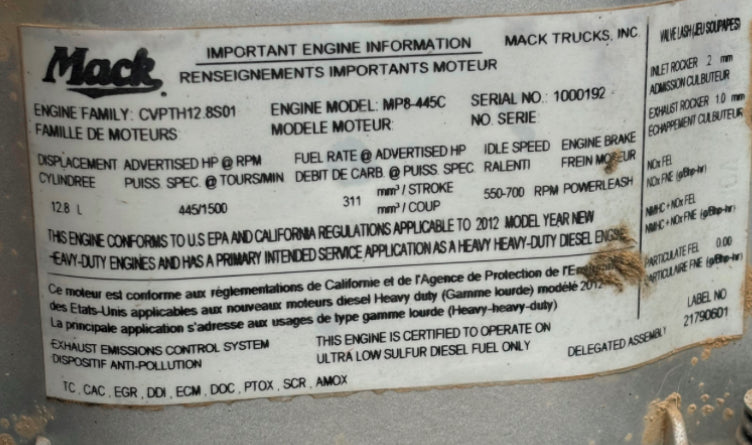 Mack
IMPORTANT ENGINE INFORMATION
MACK TRUCKS, INC.
RENSEIGNEMENTS IMPORTANTS MOTEUR
ENGINE FAMILY: CVPTH12.8S01
FAMILLE DE MOTEURS
ENGINE MODEL: MP8-445C
MODELE MOTEUR:
SERIAL NO.: 1000192
NO. SERIE:
DISPLACEMENT
CYLINDREE
12.8 L
ADVERTISED HP @ RPM
PUISS. SPEC. @ TOURS/MIN
445/1500
FUEL RATE @ ADVERTISED HP
DEBIT DE CARB. @ PUISS. SPEC.
311 mm³ / STROKE
mm³ / COUP
IDLE SPEED
RALENTI
550-700 RPM
ENGINE BRAKE
FREIN MOTEUR
POWERLEASH
THIS ENGINE CONFORMS TO U.S EPA AND CALIFORNIA REGULATIONS APPLICABLE TO 2012 MODEL YEAR NEW
HEAVY-DUTY ENGINES AND HAS A PRIMARY INTENDED SERVICE APPLICATION AS A HEAVY HEAVY-DUTY DIESEL ENGINE
Ce moteur est conforme aux réglementations de Californie et de l'Agence de Protection de l'
des Etats-Unis applicables aux nouveaux moteurs diesel Heavy duty (Gamme lourde) modélé 2012
La principale application s'adresse aux usages de type gamme lourde (Heavy-heavy-duty)
EXHAUST EMISSIONS CONTROL SYSTEM
DISPOSITIF ANTI-POLLUTION
THIS ENGINE IS CERTIFIED TO OPERATE ON
ULTRA LOW SULFUR DIESEL FUEL ONLY
DELEGATED ASSEMBLY
TC, CAC, EGR, DDI, ECM, DOC, PTOX, SCR, AMOX
VALVE LASH (JEU SOUPAPES)
INLET ROCKER .2 mm
ADMISSION CULBUTEUR
EXHAUST ROCKER 1.0 mm
ECHAPPEMENT CULBUTEUR
NOx FEL
NOx FNE (g/Bhp-hr)
NMHC + NOx FEL
NMHC + NOx FNE (g/Bhp-hr)
PARTICULATE FEL 0.00
PARTICULAIRE FNE (g/Bhp-hr)
LABEL NO
21790601